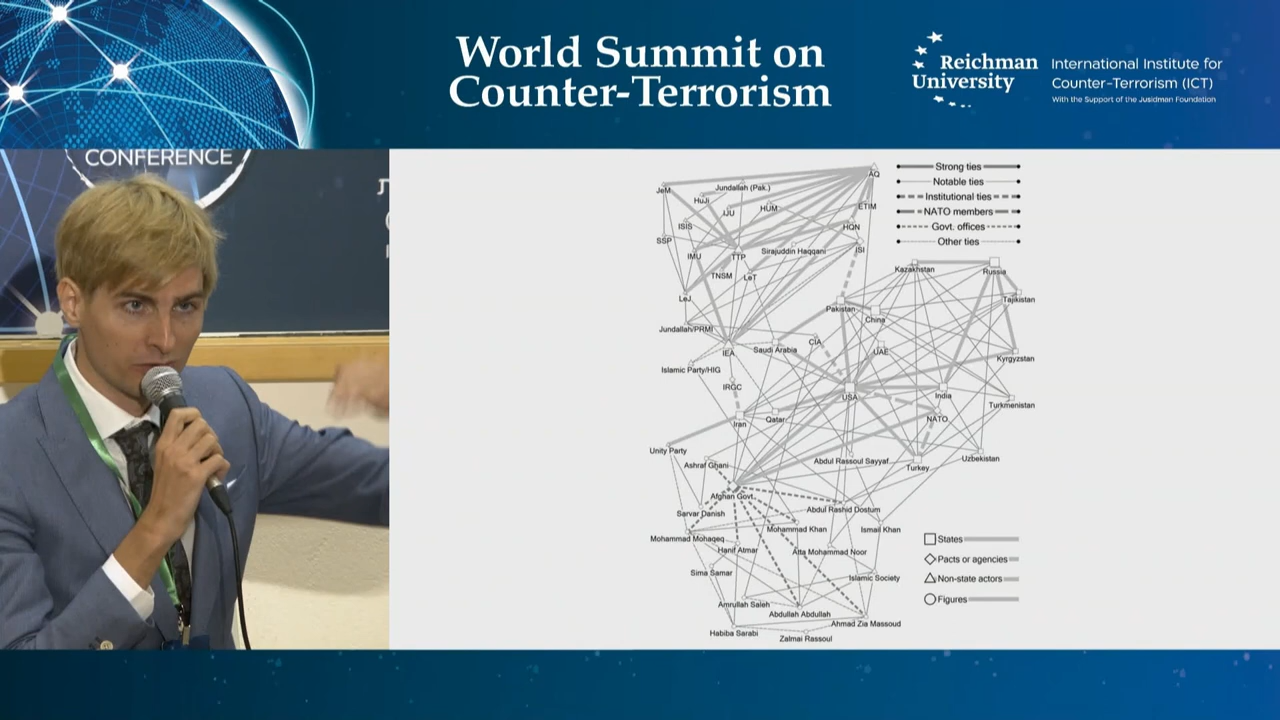 World Summit on
Counter-Terrorism
Reichman
University
International Institute for
Counter-Terrorism (ICT)
With the Support of the Jusidman Foundation
CONFERENCE
Strong ties
Notable ties
Institutional ties
NATO members
Govt. offices
Other ties
AQ
JeM
Jundallah (Pak.)
HuJi
IJU
HUM
ETIM
ISIS
HQN
SSP
IMU
TTP
Sirajuddin Haqqani
ISI
TNSM
LeT
Kazakhstan
Russia
LeJ
Tajikistan
Pakistan
China
Jundallah/PRMI
CIA
IEA
Saudi Arabia
UAE
Kyrgyzstan
Islamic Party/HIG
IRGC
USA
India
Turkmenistan
Iran
Qatar
NATO
Unity Party
Ashraf Ghani
Abdul Rassoul Sayyaf
Turkey
Uzbekistan
Afghan Govt.
Sarvar Danish
Abdul Rashid Dostum
Mohammad Khan
Ismail Khan
Mohammad Mohaqeq
Hanif Atmar
Atta Mohammad Noor
Sima Samar
Islamic Society
Amrullah Saleh
Abdullah Abdullah
Ahmad Zia Massoud
Habiba Sarabi
Zalmai Rassoul
States
Pacts or agencies
Non-state actors
Figures